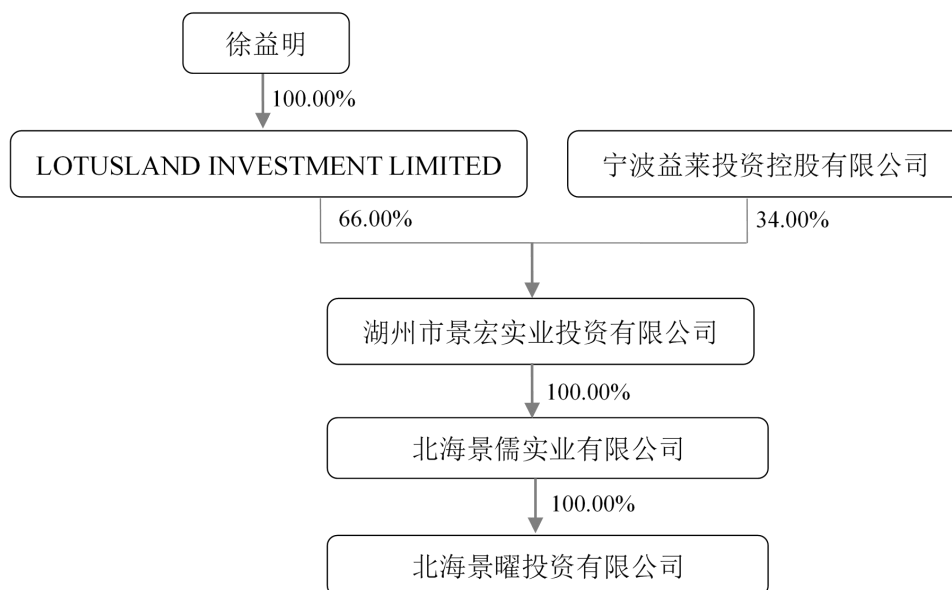 徐益明
100.00%
LOTUSLAND INVESTMENT LIMITED
宁波益莱投资控股有限公司
66.00%
34.00%
湖州市景宏实业投资有限公司
100.00%
北海景儒实业有限公司
100.00%
北海景曜投资有限公司